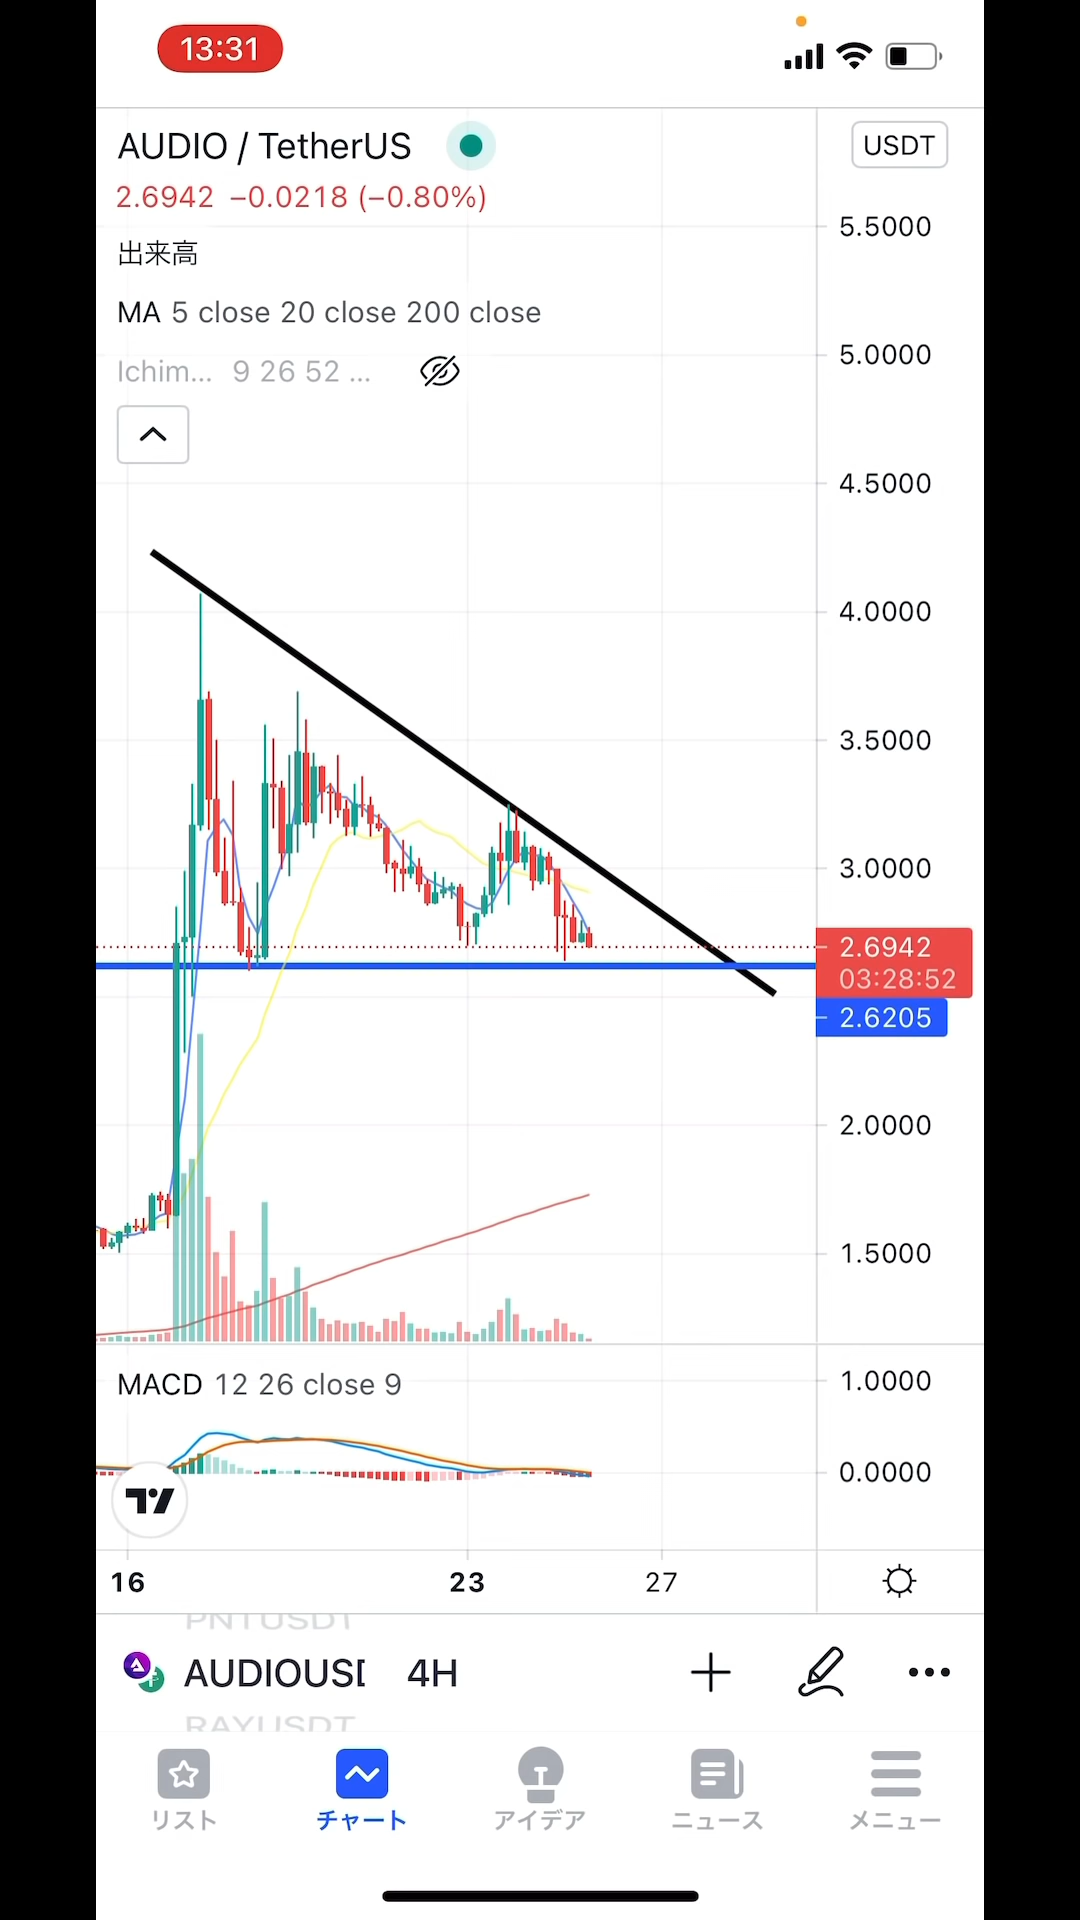 13:31
AUDIO / TetherUS
USDT
2.6942 −0.0218 (−0.80%)
出来高
MA 5 close 20 close 200 close
Ichim... 9 26 52 ...
5.5000
5.0000
4.5000
4.0000
3.5000
3.0000
2.6942
03:28:52
2.6205
2.0000
1.5000
MACD 12 26 close 9
1.0000
0.0000
16 23 27
PNTUSDT
AUDIOUSD 4H
RAYUSDT
リスト チャート アイデア ニュース メニュー